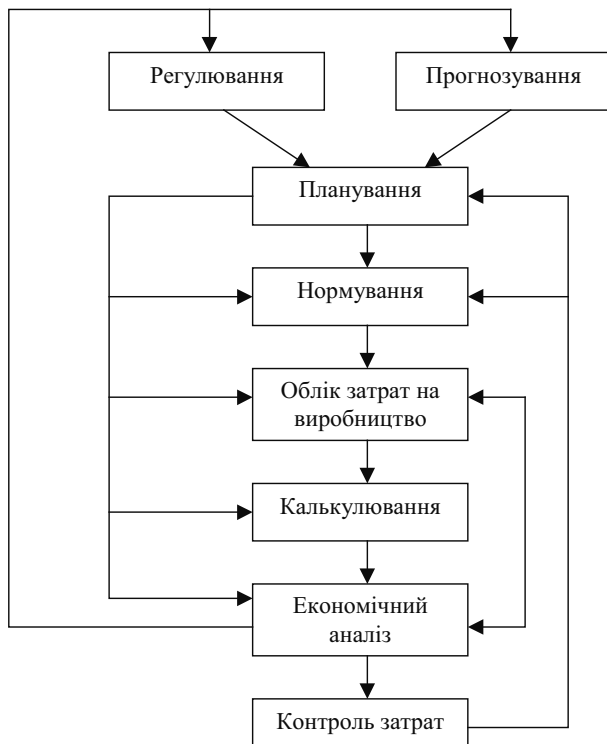 Регулювання
Прогнозування
Планування
Нормування
Облік затрат на
виробництво
Калькулювання
Економічний
аналіз
Контроль затрат